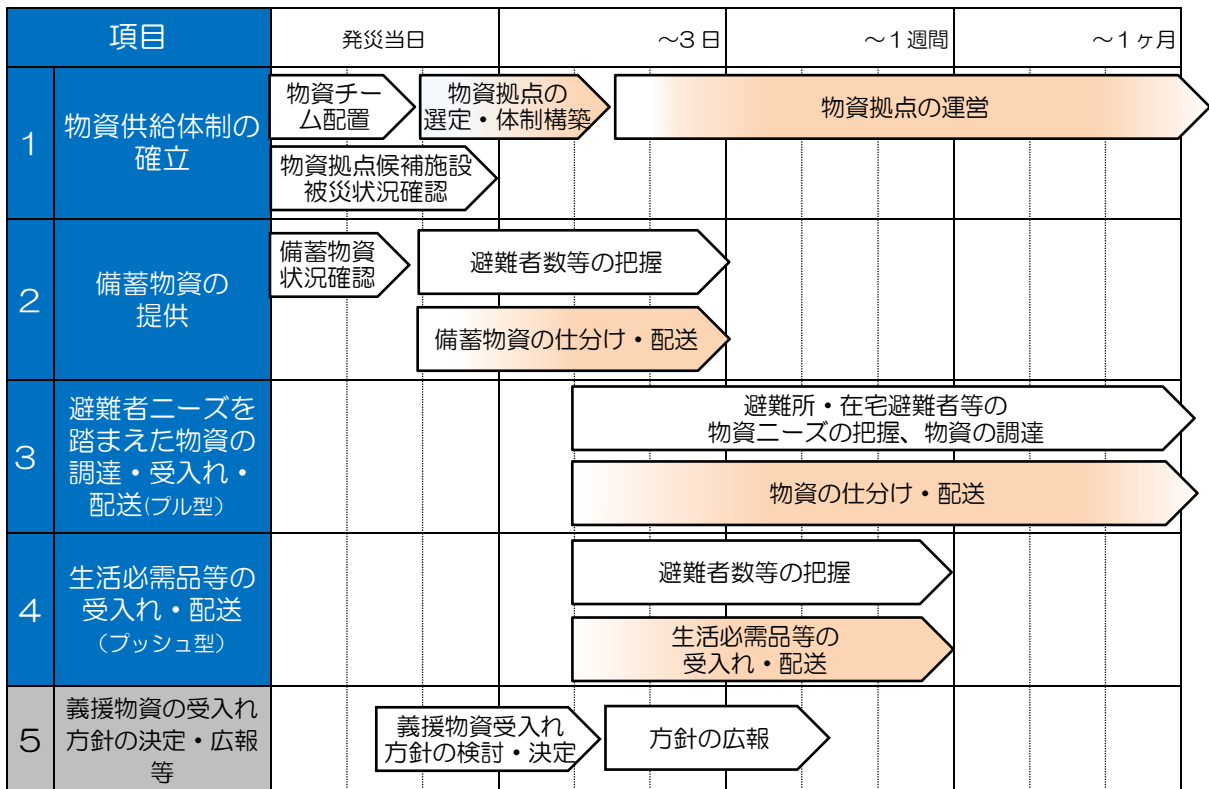 項目
発災当日
～3日
～1週間
～1ヶ月
1
物資供給体制の
確立
物資チー
ム配置
物資拠点の
選定・体制構築
物資拠点の運営
物資拠点候補施設
被災状況確認
2
備蓄物資の
提供
備蓄物資
状況確認
避難者数等の把握
備蓄物資の仕分け・配送
3
避難者ニーズを
踏まえた物資の
調達・受入れ・
配送(プル型)
避難所・在宅避難者等の
物資ニーズの把握、物資の調達
物資の仕分け・配送
4
生活必需品等の
受入れ・配送
(プッシュ型)
避難者数等の把握
生活必需品等の
受入れ・配送
5
義援物資の受入れ
方針の決定・広報
等
義援物資受入れ
方針の検討・決定
方針の広報